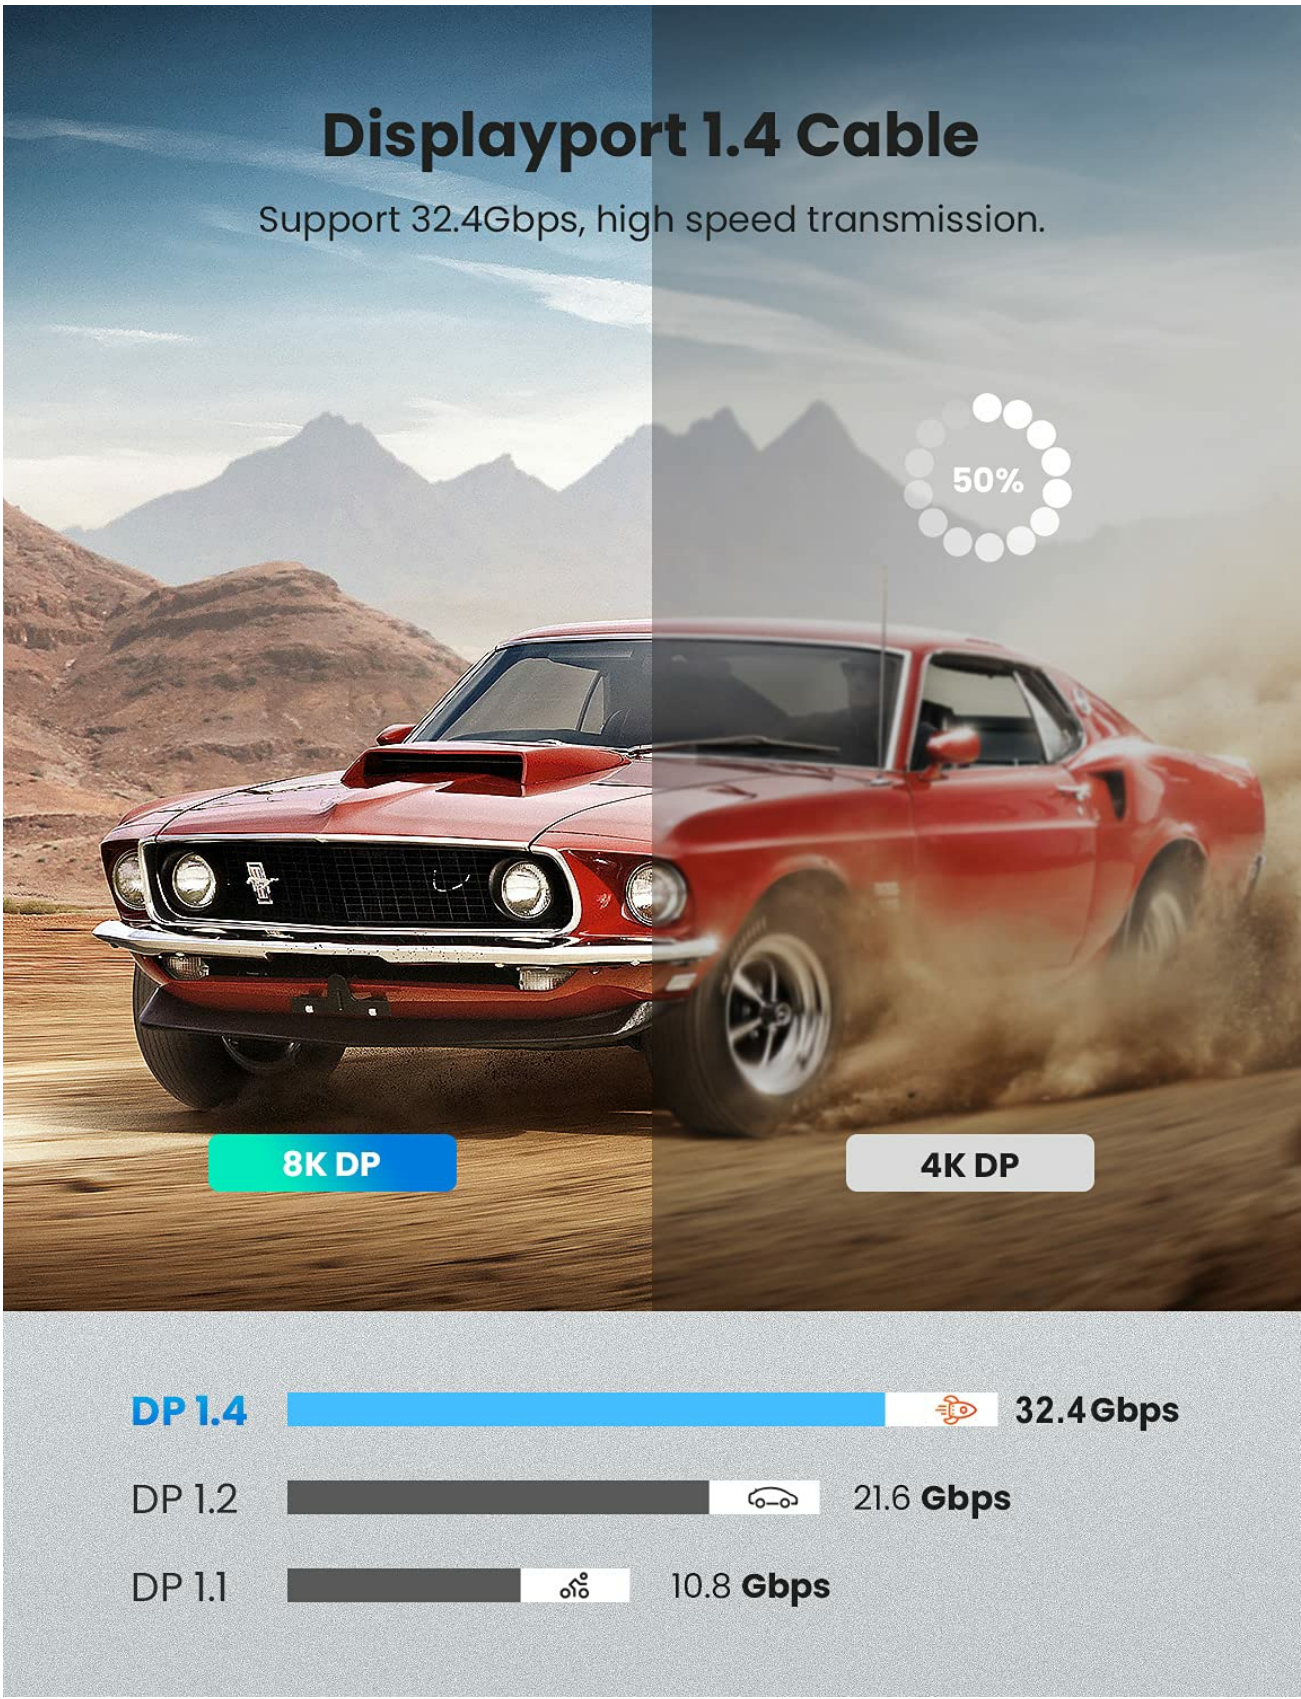 Displayport 1.4 Cable
Support 32.4Gbps, high speed transmission.
50%
8K DP
4K DP
DP 1.4 32.4Gbps
DP 1.2 21.6 Gbps
DP 1.1 10.8 Gbps